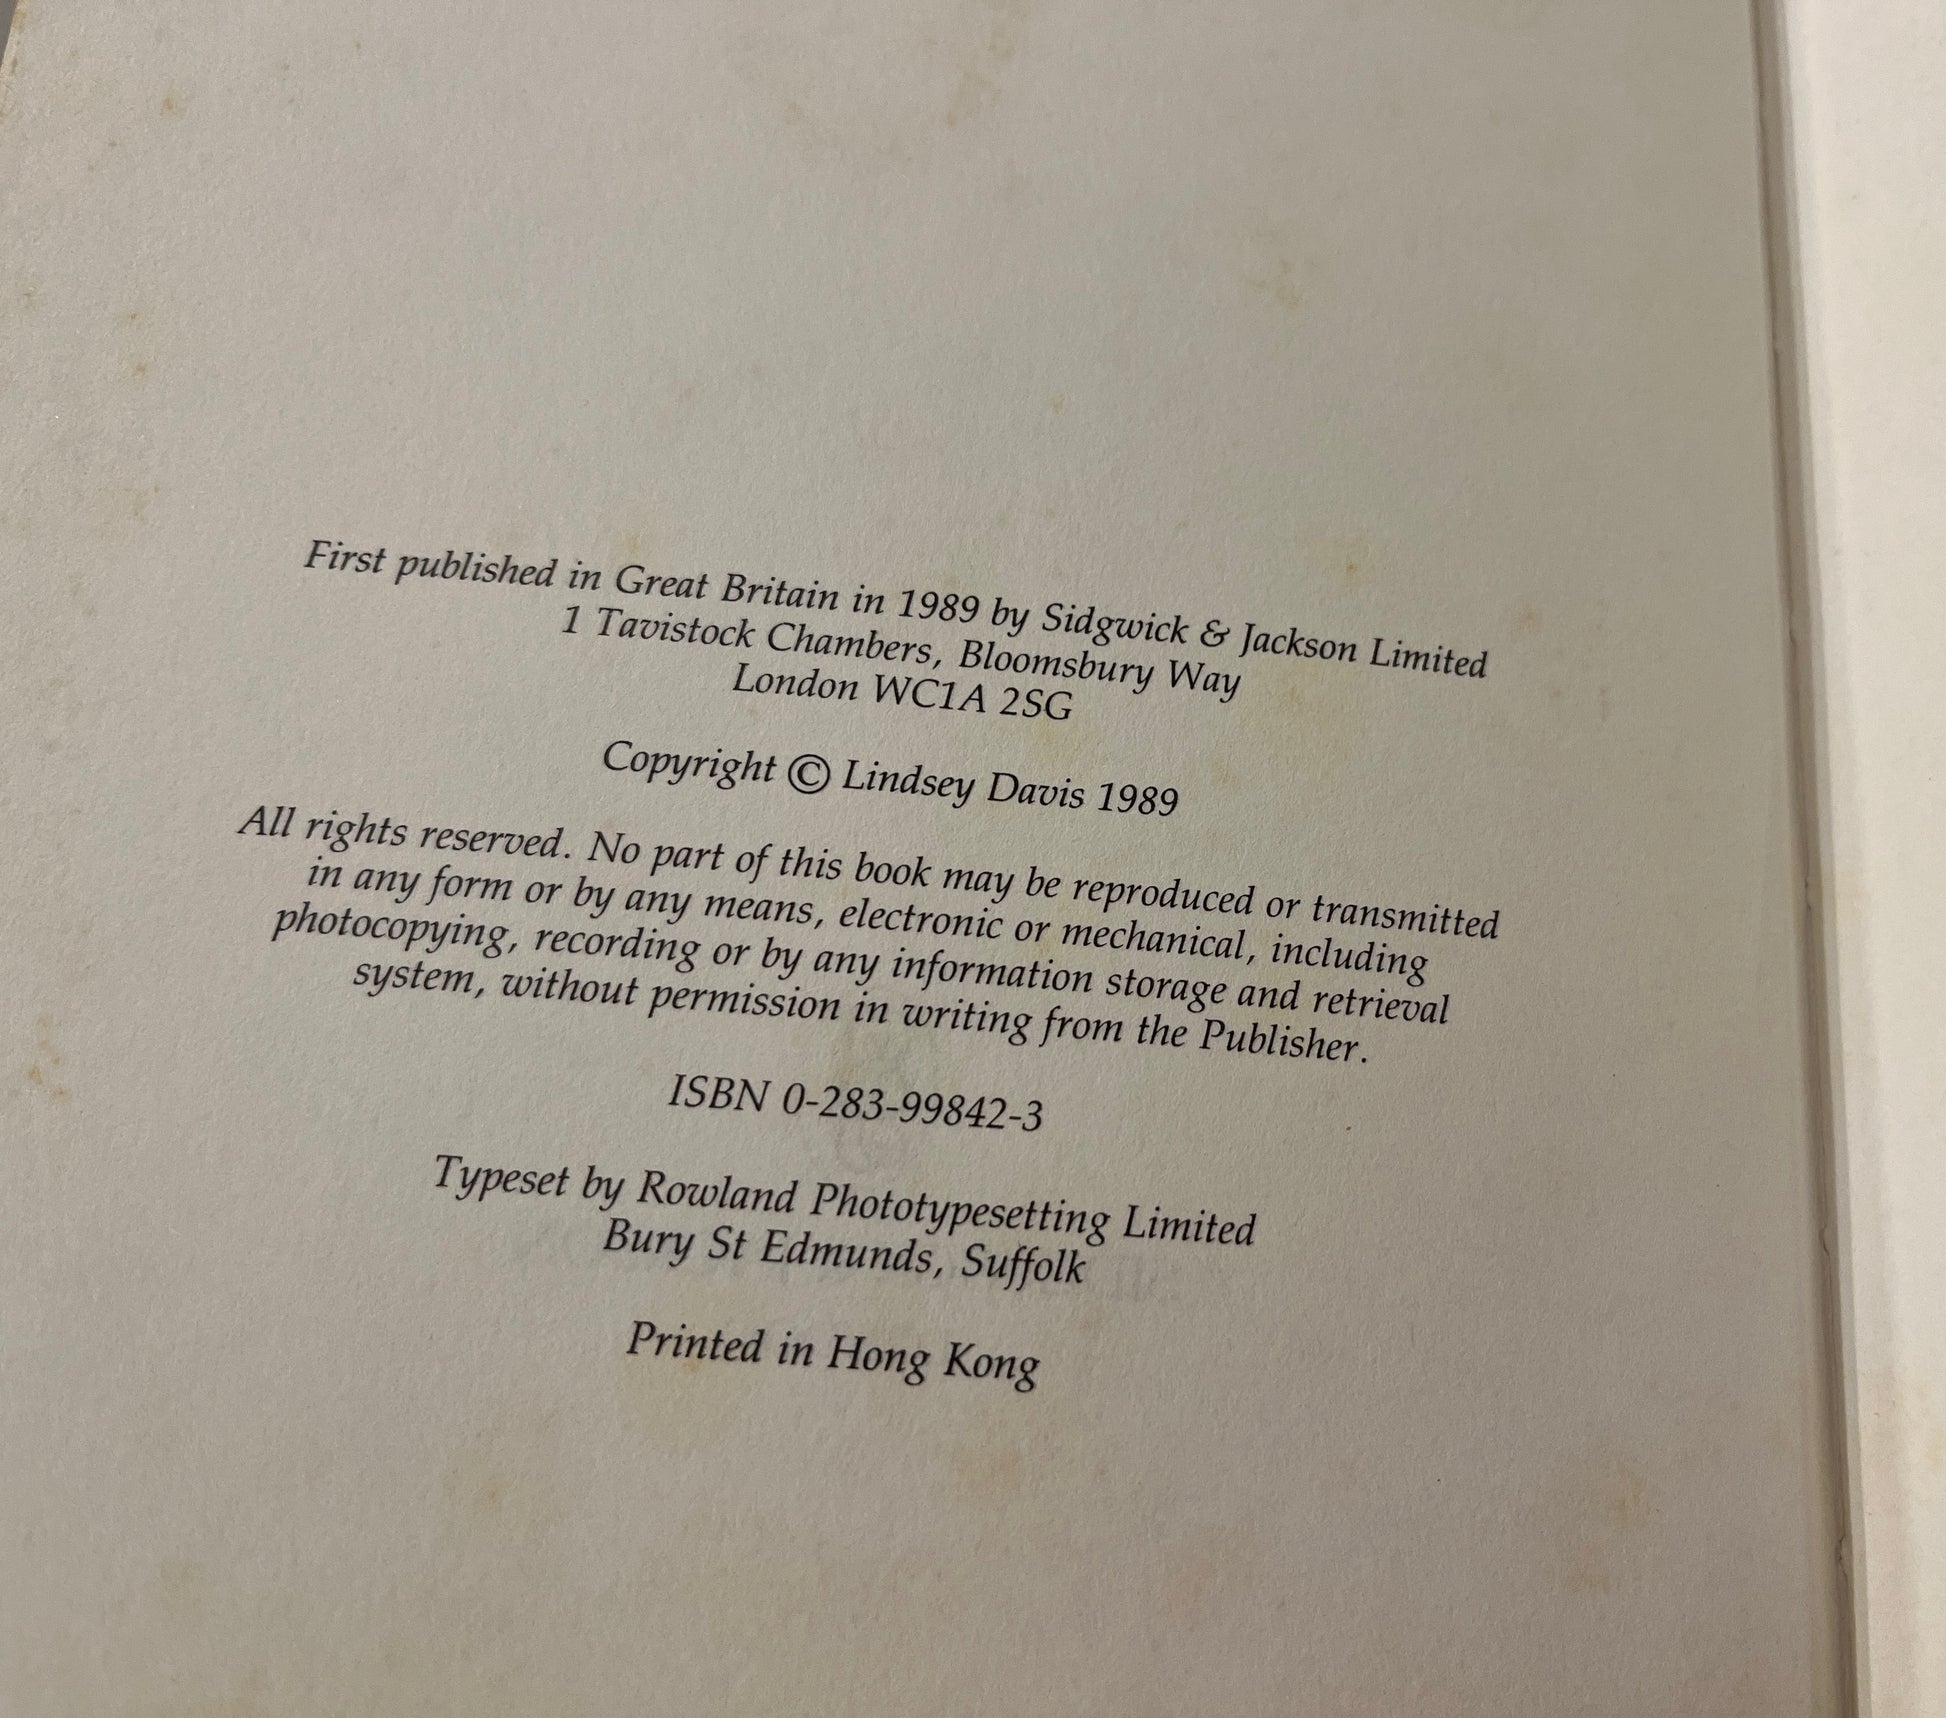 First published in Great Britain in 1989 by Sidgwick & Jackson Limited
1 Tavistock Chambers, Bloomsbury Way
London WC1A 2SG
Copyright © Lindsey Davis 1989
All rights reserved. No part of this book may be reproduced or transmitted
in any form or by any means, electronic or mechanical, including
photocopying, recording or by any information storage and retrieval
system, without permission in writing from the Publisher.
ISBN 0-283-99842-3
Typeset by Rowland Phototypesetting Limited
Bury St Edmunds, Suffolk
Printed in Hong Kong